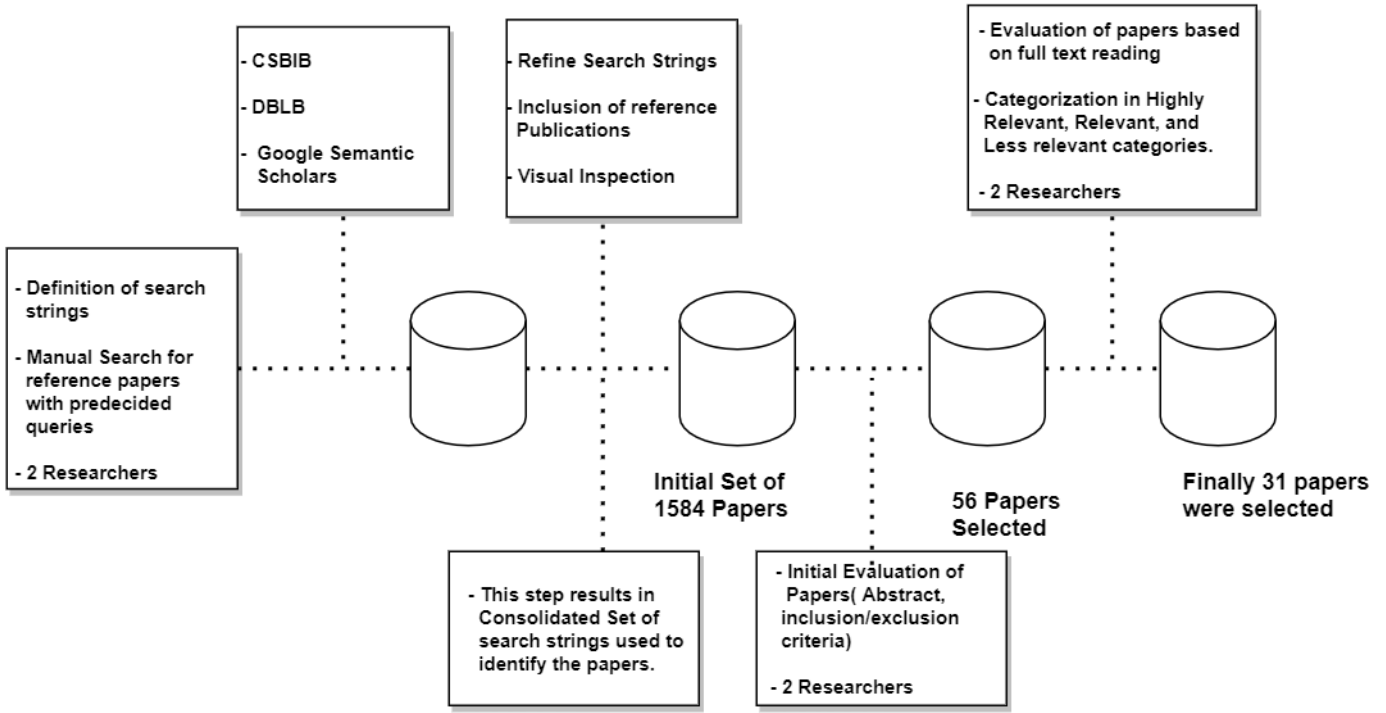 - CSBIB
- DBLB
- Google Semantic
Scholars
- Refine Search Strings
- Inclusion of reference
Publications
- Visual Inspection
- Evaluation of papers based
on full text reading
- Categorization in Highly
Relevant, Relevant, and
Less relevant categories.
- 2 Researchers
- Definition of search
strings
- Manual Search for
reference papers
with predecided
queries
- 2 Researchers
Initial Set of
1584 Papers
56 Papers
Selected
Finally 31 papers
were selected
- This step results in
Consolidated Set of
search strings used to
identify the papers.
- Initial Evaluation of
Papers( Abstract,
inclusion/exclusion
criteria)
- 2 Researchers